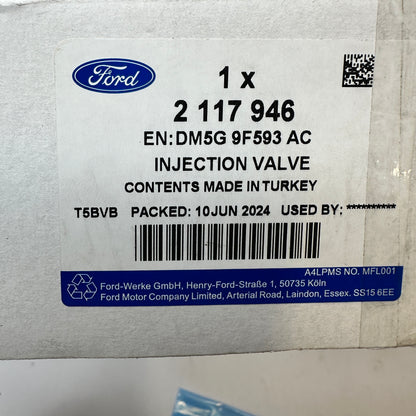 Ford
1 x
2 117 946
EN: DM5G 9F593 AC
INJECTION VALVE
CONTENTS MADE IN TURKEY
T5BVB PACKED: 10JUN 2024 USED BY: **********
A4LPMS NO. MFL001
Ford-Werke GmbH, Henry-Ford-Straße 1, 50735 Köln
Ford Motor Company Limited, Arterial Road, Laindon, Essex. SS15 6EE